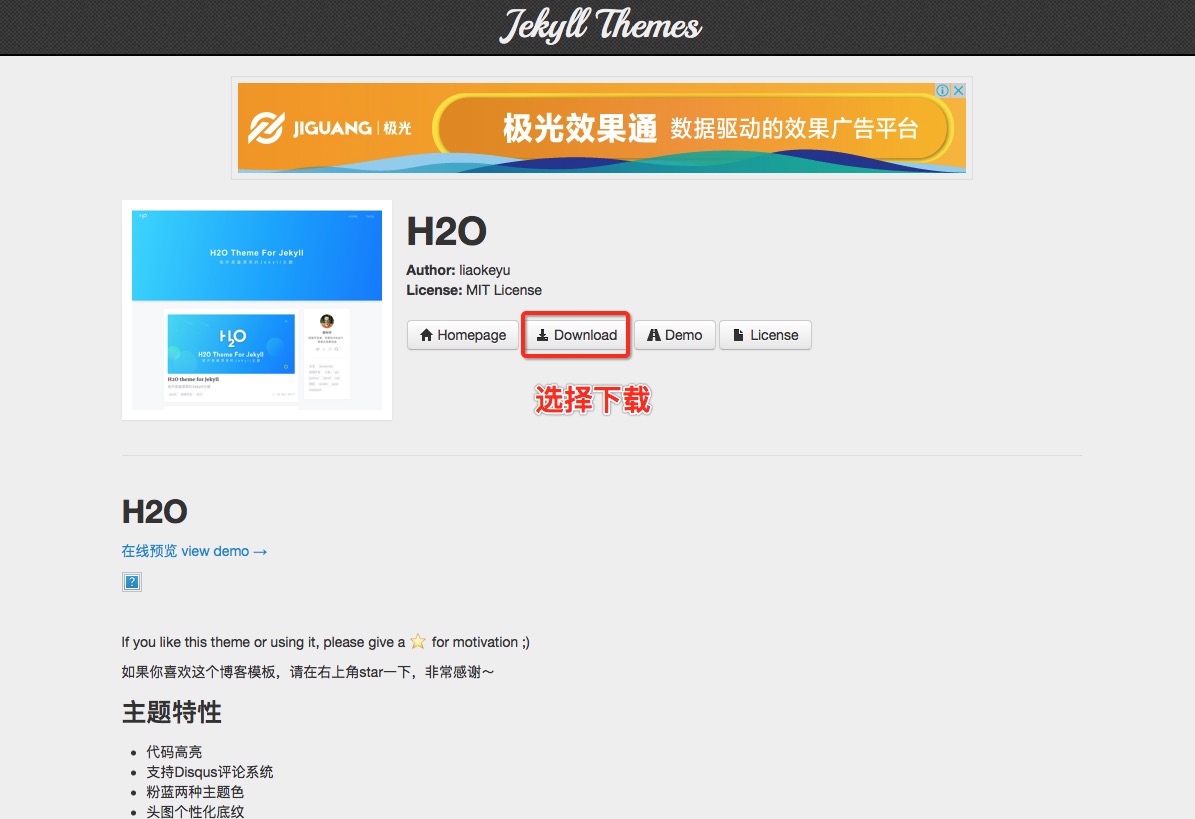 Jekyll Themes
JIGUANG | 极光
极光效果通 数据驱动的效果广告平台
H2O Theme For Jekyll
H2O
H2O Theme For Jekyll
H2O theme for Jekyll
H2O
Author: liaokeyu
License: MIT License
Homepage Download Demo License
选择下载
H2O
在线预览 view demo →
If you like this theme or using it, please give a ⭐ for motivation ;)
如果你喜欢这个博客模板，请在右上角star一下，非常感谢～
主题特性
• 代码高亮
• 支持Disqus评论系统
• 粉蓝两种主题色
• 头图个性化底纹